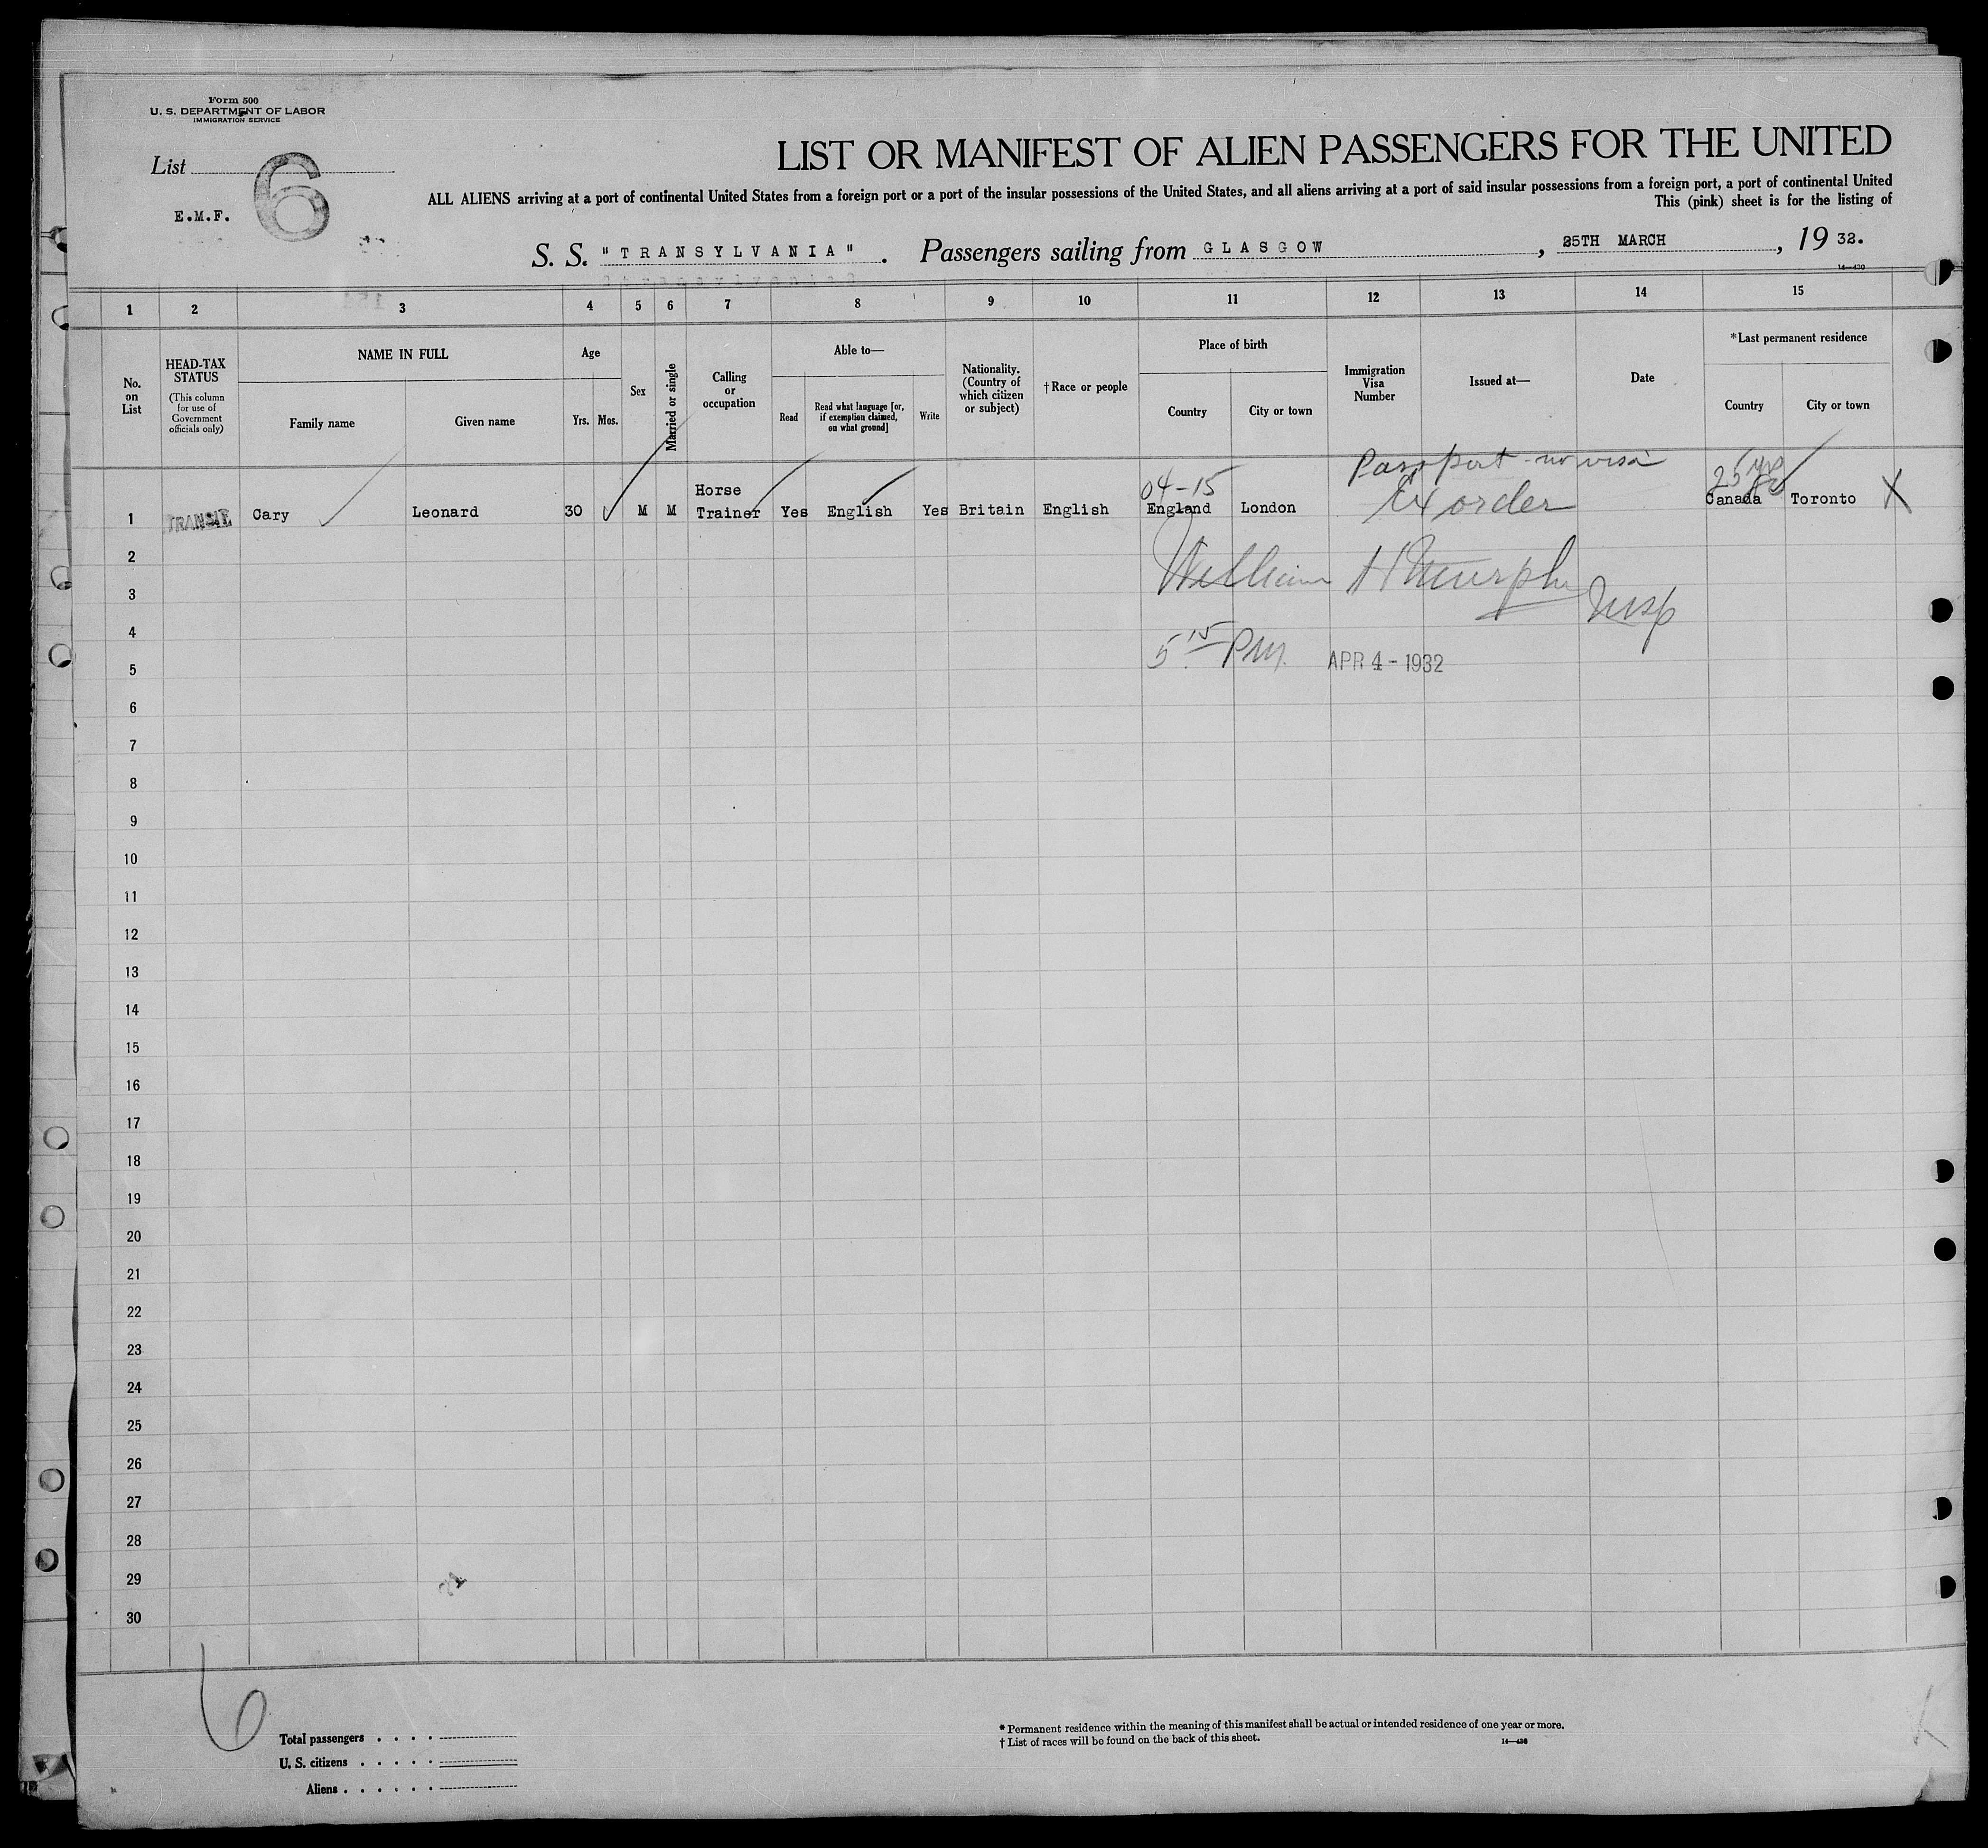 Form 500
U. S. DEPARTMENT OF LABOR
IMMIGRATION SERVICE
List 6
E.M.F.
LIST OR MANIFEST OF ALIEN PASSENGERS FOR THE UNITED
ALL ALIENS arriving at a port of continental United States from a foreign port or a port of the insular possessions of the United States, and all aliens arriving at a port of said insular possessions from a foreign port, a port of continental United
This (pink) sheet is for the listing of
S. S. "TRANSYLVANIA". Passengers sailing from GLASGOW, 25TH MARCH, 1932.
14—430
1 2 3 4 5 6 7 8 9 10 11 12 13 14 15
No. on List
HEAD-TAX STATUS
(This column for use of Government officials only)
NAME IN FULL
Family name Given name
Age
Yrs. Mos.
Sex
Married or single
Calling or occupation
Able to—
Read
Read what language [or, if exemption claimed, on what ground]
Write
Nationality. (Country of which citizen or subject)
†Race or people
Place of birth
Country City or town
Immigration Visa Number
Issued at—
Date
*Last permanent residence
Country City or town
Passport - no visa
04-15 25 yrs
1 TRANSIT Cary Leonard 30 M M Horse Trainer Yes English Yes Britain English England London Ex order Canada Toronto X
2
William H Murphy
3
Insp
4
5 5 15 PM. APR 4 - 1932
6
7
8
9
10
11
12
13
14
15
16
17
18
19
20
21
22
23
24
25
26
27
28
29
30
6
Total passengers . . . .
U. S. citizens . . . . .
Aliens . . . . . .
* Permanent residence within the meaning of this manifest shall be actual or intended residence of one year or more.
† List of races will be found on the back of this sheet.
14—430